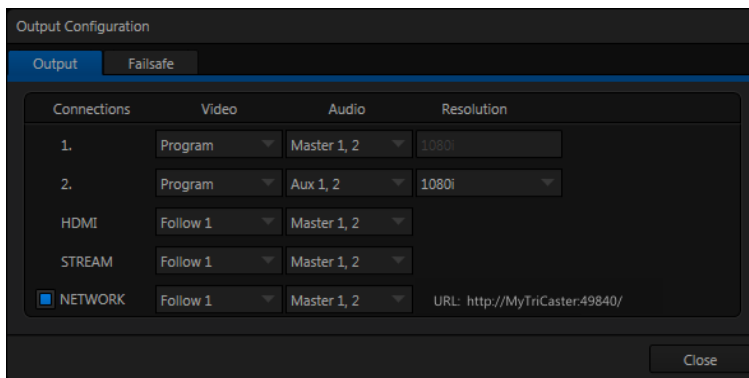 Output Configuration
Output Failsafe
Connections Video Audio Resolution
1. Program Master 1, 2 1080i
2. Program Aux 1, 2 1080i
HDMI Follow 1 Master 1, 2
STREAM Follow 1 Master 1, 2
NETWORK Follow 1 Master 1, 2 URL: http://MyTriCaster:49840/
Close